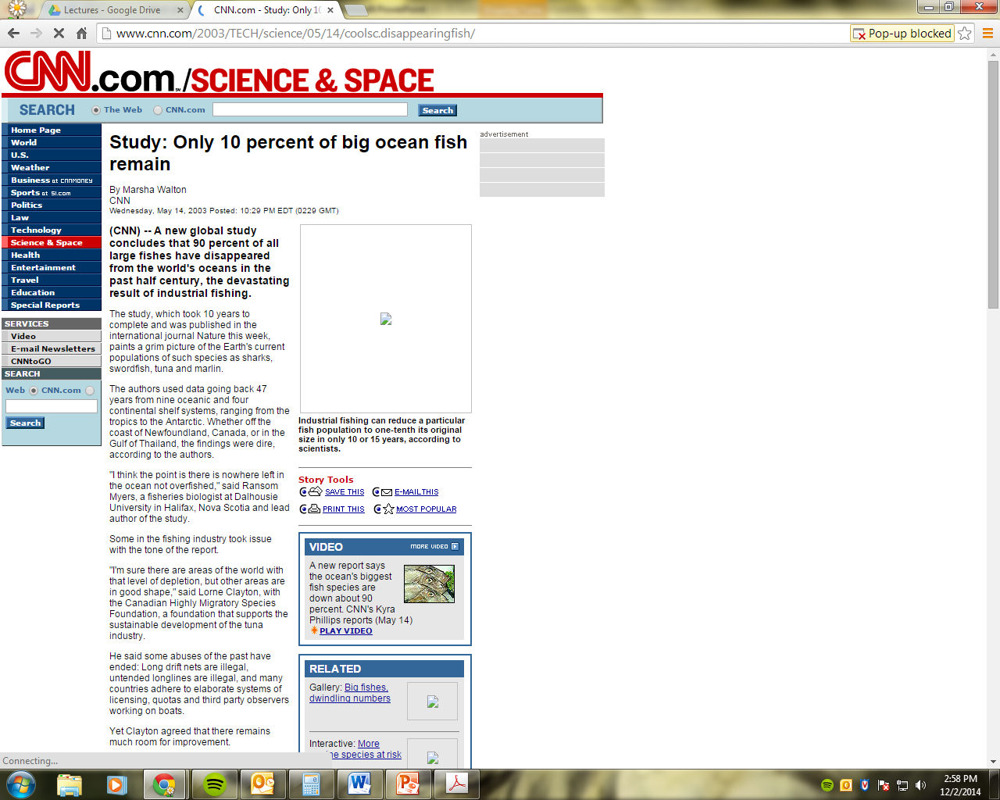 Lectures - Google Drive
CNN.com - Study: Only 10
www.cnn.com/2003/TECH/science/05/14/coolsc.disappearingfish/
Pop-up blocked
CNN.com/SCIENCE & SPACE
SEARCH The Web CNN.com Search
Home Page
World
U.S.
Weather
Business at CNNMONEY
Sports at SI.com
Politics
Law
Technology
Science & Space
Health
Entertainment
Travel
Education
Special Reports
SERVICES
Video
E-mail Newsletters
CNNtoGO
SEARCH
Web CNN.com
Search
Study: Only 10 percent of big ocean fish
remain
By Marsha Walton
CNN
Wednesday, May 14, 2003 Posted: 10:29 PM EDT (0229 GMT)
(CNN) -- A new global study
concludes that 90 percent of all
large fishes have disappeared
from the world's oceans in the
past half century, the devastating
result of industrial fishing.
The study, which took 10 years to
complete and was published in the
international journal Nature this week,
paints a grim picture of the Earth's current
populations of such species as sharks,
swordfish, tuna and marlin.
The authors used data going back 47
years from nine oceanic and four
continental shelf systems, ranging from the
tropics to the Antarctic. Whether off the
coast of Newfoundland, Canada, or in the
Gulf of Thailand, the findings were dire,
according to the authors.
"I think the point is there is nowhere left in
the ocean not overfished," said Ransom
Myers, a fisheries biologist at Dalhousie
University in Halifax, Nova Scotia and lead
author of the study.
Some in the fishing industry took issue
with the tone of the report.
"I'm sure there are areas of the world with
that level of depletion, but other areas are
in good shape," said Lorne Clayton, with
the Canadian Highly Migratory Species
Foundation, a foundation that supports the
sustainable development of the tuna
industry.
He said some abuses of the past have
ended: Long drift nets are illegal,
untended longlines are illegal, and many
countries adhere to elaborate systems of
licensing, quotas and third party observers
working on boats.
Yet Clayton agreed that there remains
much room for improvement.
Industrial fishing can reduce a particular
fish population to one-tenth its original
size in only 10 or 15 years, according to
scientists.
Story Tools
SAVE THIS E-MAIL THIS
PRINT THIS MOST POPULAR
VIDEO MORE VIDEO
A new report says
the ocean's biggest
fish species are
down about 90
percent. CNN's Kyra
Phillips reports (May 14)
PLAY VIDEO
RELATED
Gallery: Big fishes,
dwindling numbers
Interactive: More
species at risk
advertisement
Connecting...
2:58 PM
12/2/2014